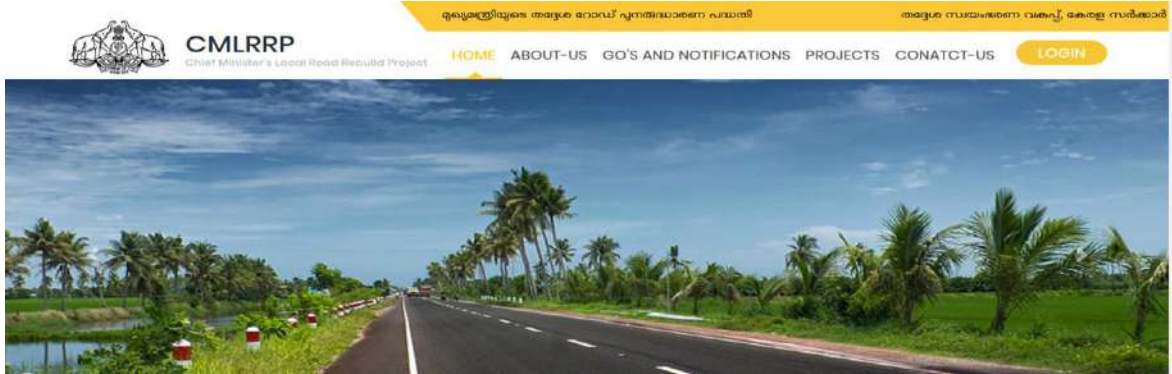 മുഖ്യമന്ത്രിയുടെ തദ്ദേശ റോഡ് പുനരുദ്ധാരണ പദ്ധതി
തദ്ദേശ സ്വയംഭരണ വകുപ്പ്, കേരള സർക്കാർ
CMLRRP
Chief Minister's Local Road Rebuild Project
HOME ABOUT-US GO'S AND NOTIFICATIONS PROJECTS CONATCT-US LOGIN